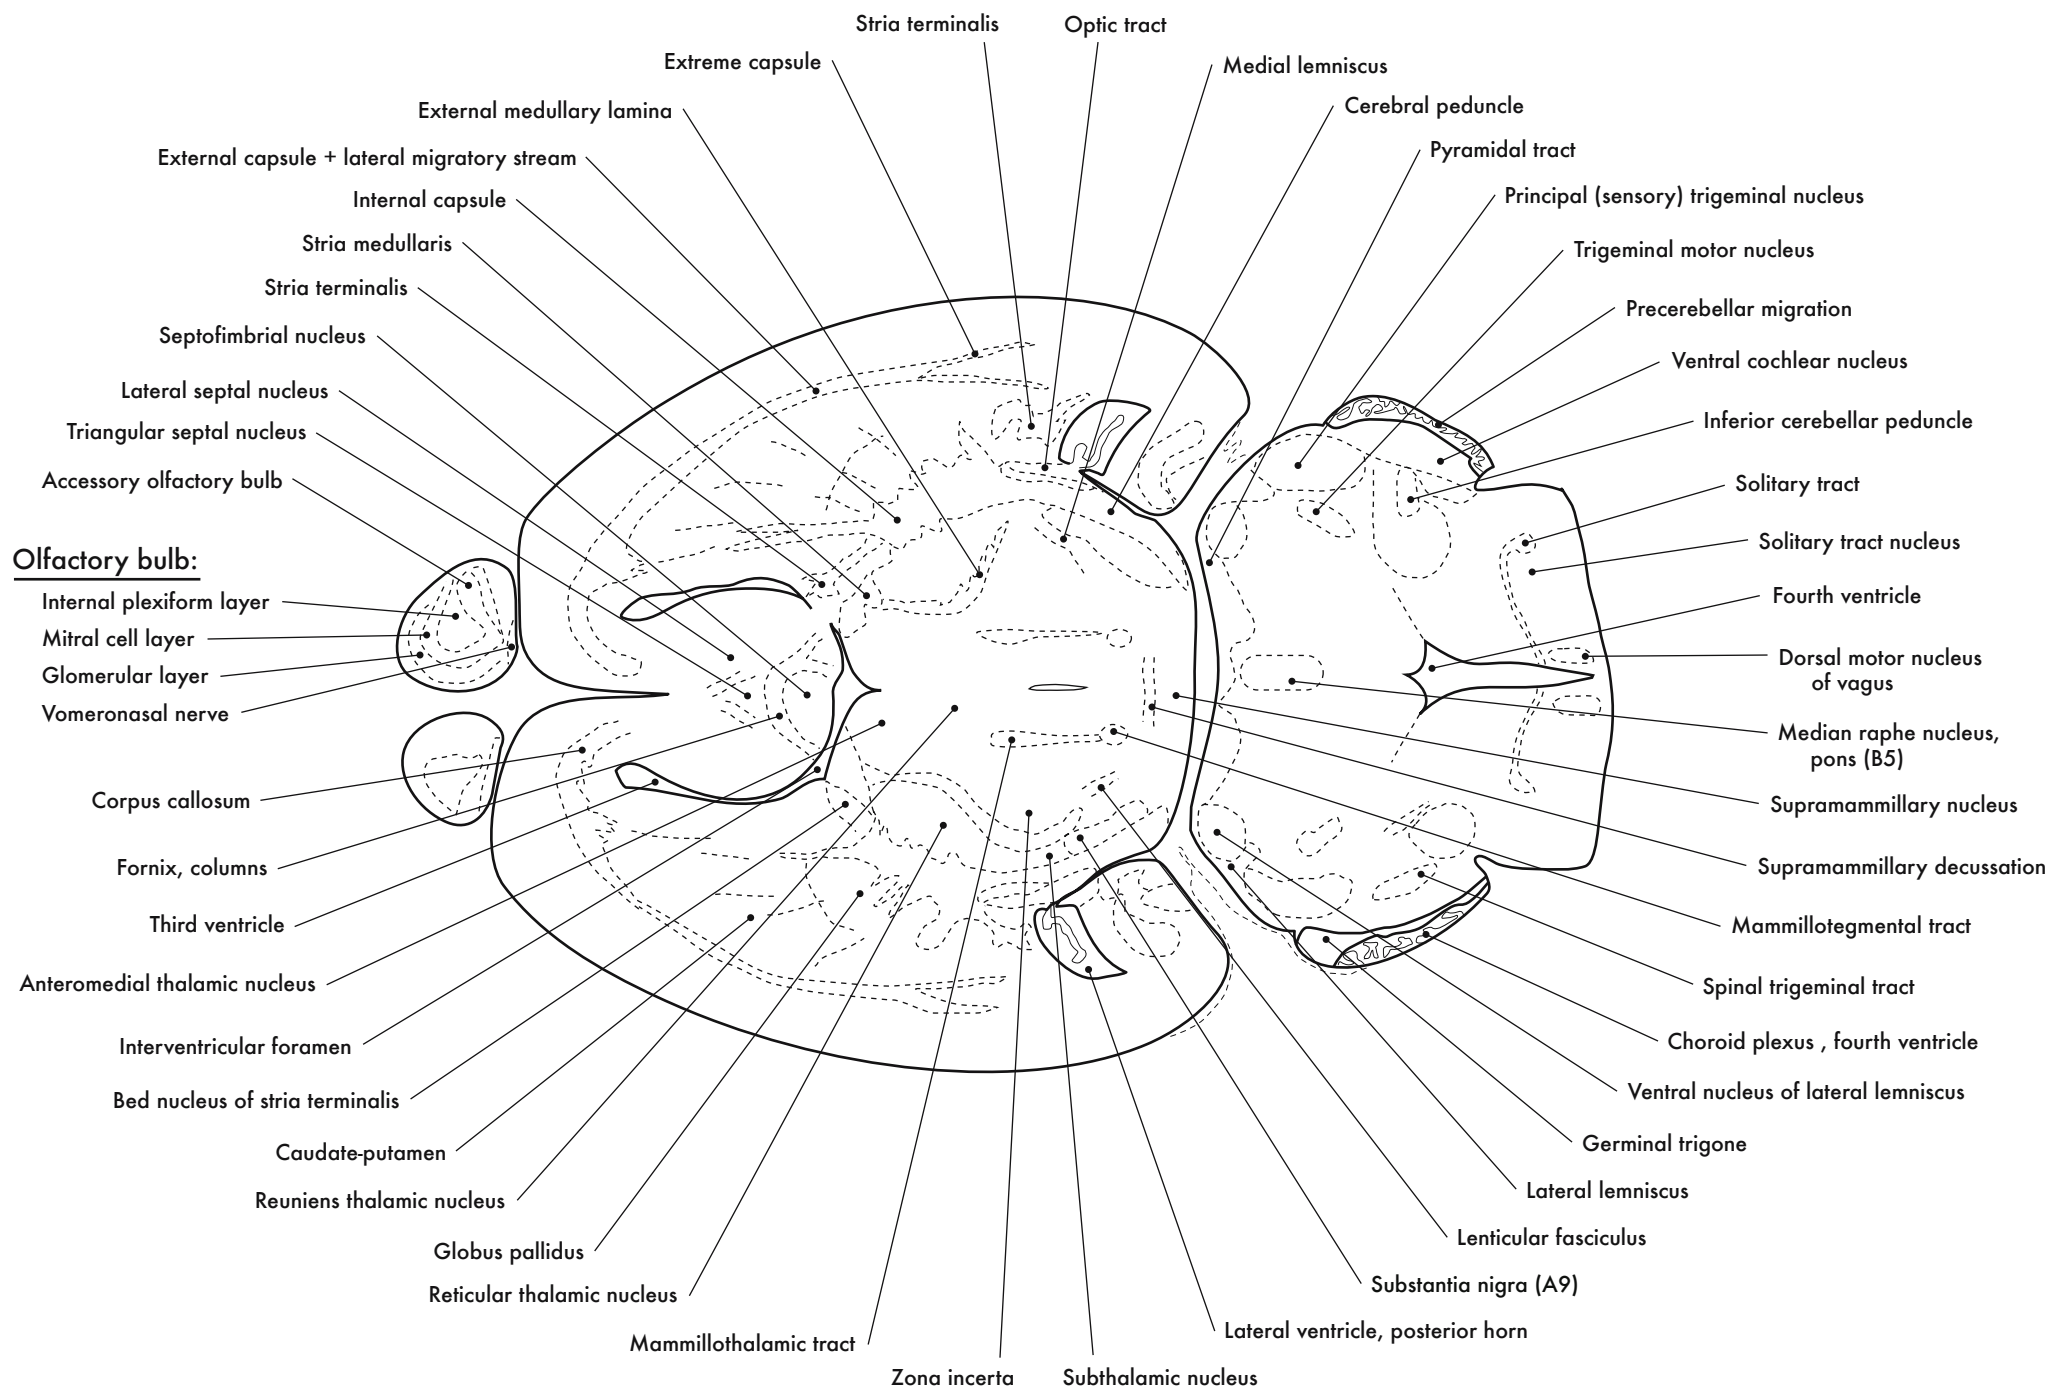 Stria terminalis
Optic tract
Extreme capsule
Medial lemniscus
External medullary lamina
Cerebral peduncle
External capsule + lateral migratory stream
Pyramidal tract
Internal capsule
Principal (sensory) trigeminal nucleus
Stria medullaris
Trigeminal motor nucleus
Stria terminalis
Precerebellar migration
Septofimbrial nucleus
Ventral cochlear nucleus
Lateral septal nucleus
Inferior cerebellar peduncle
Triangular septal nucleus
Accessory olfactory bulb
Solitary tract
Olfactory bulb:
Solitary tract nucleus
Internal plexiform layer
Fourth ventricle
Mitral cell layer
Glomerular layer
Dorsal motor nucleus
of vagus
Vomeronasal nerve
Median raphe nucleus,
pons (B5)
Corpus callosum
Supramammillary nucleus
Fornix, columns
Supramammillary decussation
Third ventricle
Mammillotegmental tract
Anteromedial thalamic nucleus
Spinal trigeminal tract
Interventricular foramen
Choroid plexus , fourth ventricle
Bed nucleus of stria terminalis
Ventral nucleus of lateral lemniscus
Caudate-putamen
Germinal trigone
Reuniens thalamic nucleus
Lateral lemniscus
Globus pallidus
Lenticular fasciculus
Reticular thalamic nucleus
Substantia nigra (A9)
Mammillothalamic tract
Lateral ventricle, posterior horn
Zona incerta
Subthalamic nucleus